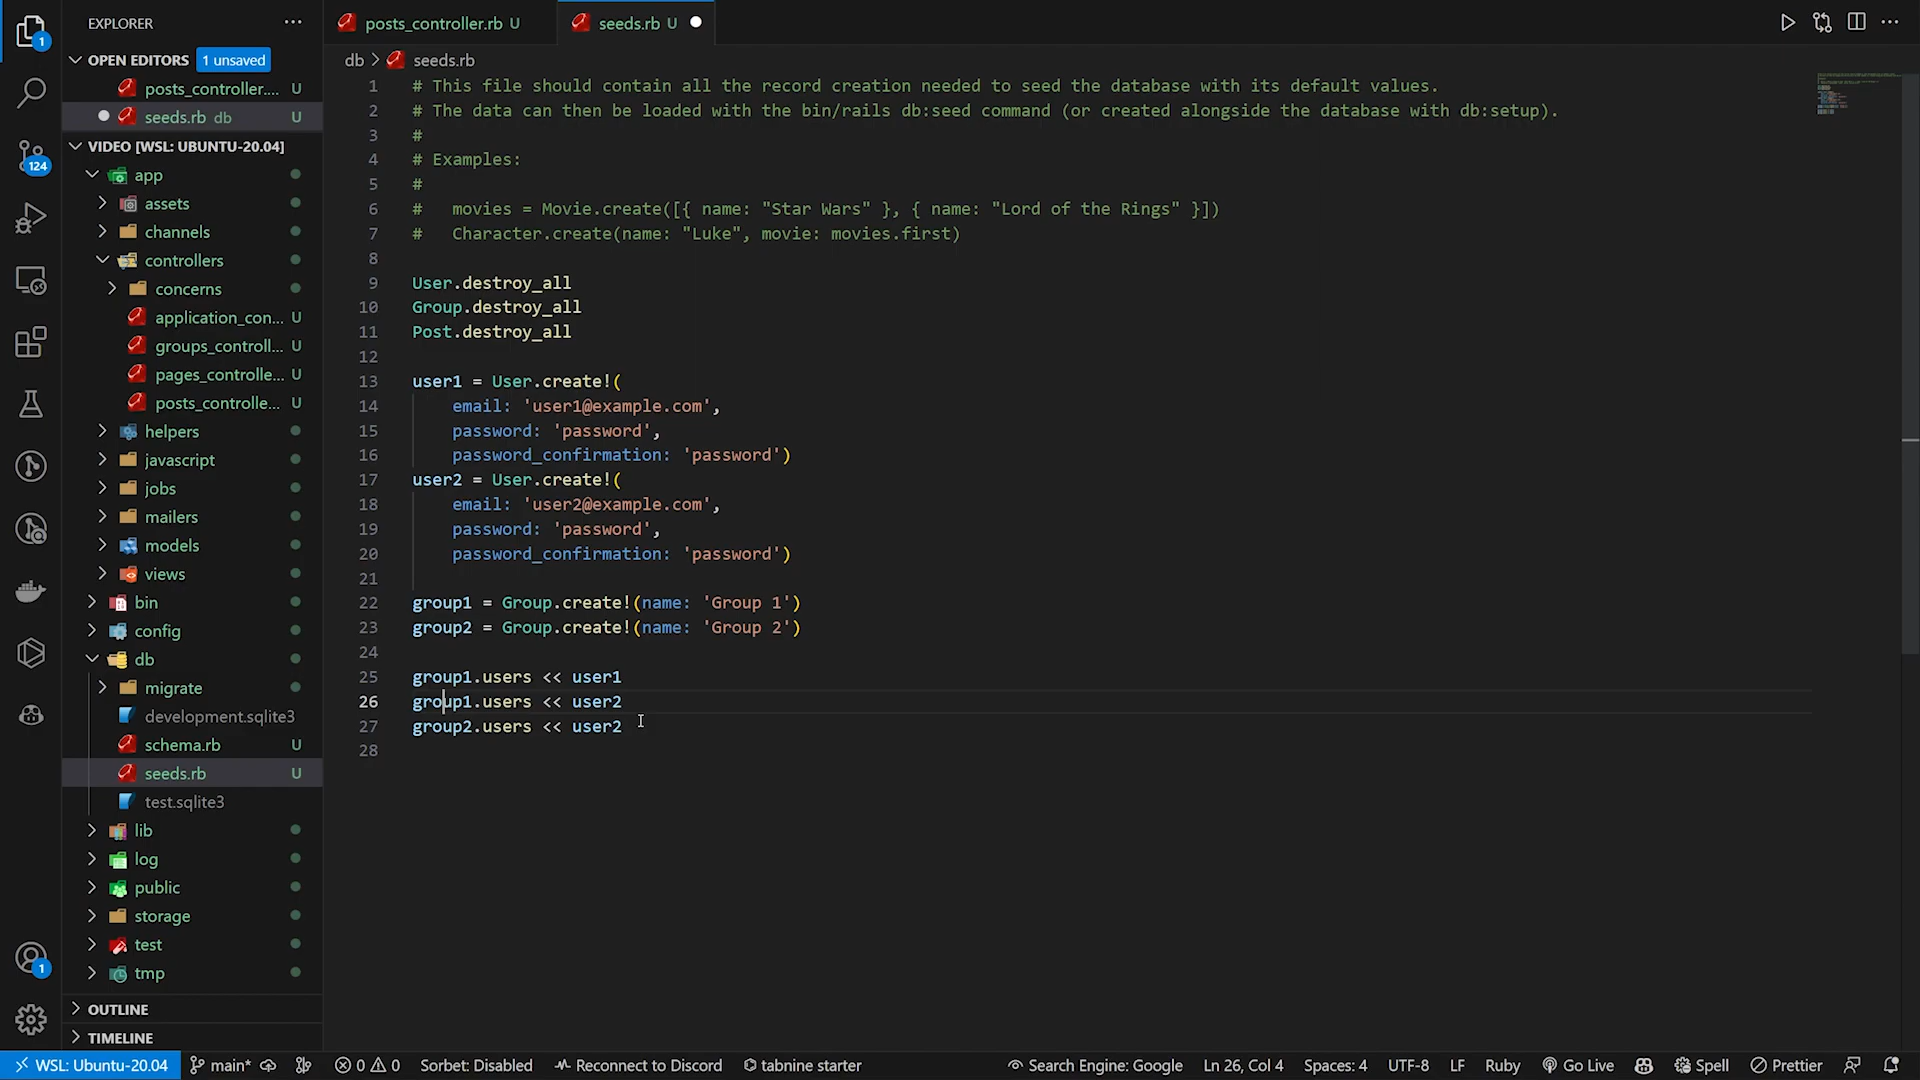 EXPLORER
OPEN EDITORS 1 unsaved
posts_controller.... U
seeds.rb db U
VIDEO [WSL: UBUNTU-20.04]
app
assets
channels
controllers
concerns
application_con... U
groups_controll... U
pages_controlle... U
posts_controlle... U
helpers
javascript
jobs
mailers
models
views
bin
config
db
migrate
development.sqlite3
schema.rb U
seeds.rb U
test.sqlite3
lib
log
public
storage
test
tmp
OUTLINE
TIMELINE
1
124
1
posts_controller.rb U
seeds.rb U
db > seeds.rb
1 # This file should contain all the record creation needed to seed the database with its default values.
2 # The data can then be loaded with the bin/rails db:seed command (or created alongside the database with db:setup).
3 #
4 # Examples:
5 #
6 #   movies = Movie.create([{ name: "Star Wars" }, { name: "Lord of the Rings" }])
7 #   Character.create(name: "Luke", movie: movies.first)
8
9 User.destroy_all
10 Group.destroy_all
11 Post.destroy_all
12
13 user1 = User.create!(
14     email: 'user1@example.com',
15     password: 'password',
16     password_confirmation: 'password')
17 user2 = User.create!(
18     email: 'user2@example.com',
19     password: 'password',
20     password_confirmation: 'password')
21
22 group1 = Group.create!(name: 'Group 1')
23 group2 = Group.create!(name: 'Group 2')
24
25 group1.users << user1
26 group1.users << user2
27 group2.users << user2
28
WSL: Ubuntu-20.04 main* 0 0 Sorbet: Disabled Reconnect to Discord tabnine starter Search Engine: Google Ln 26, Col 4 Spaces: 4 UTF-8 LF Ruby Go Live Spell Prettier